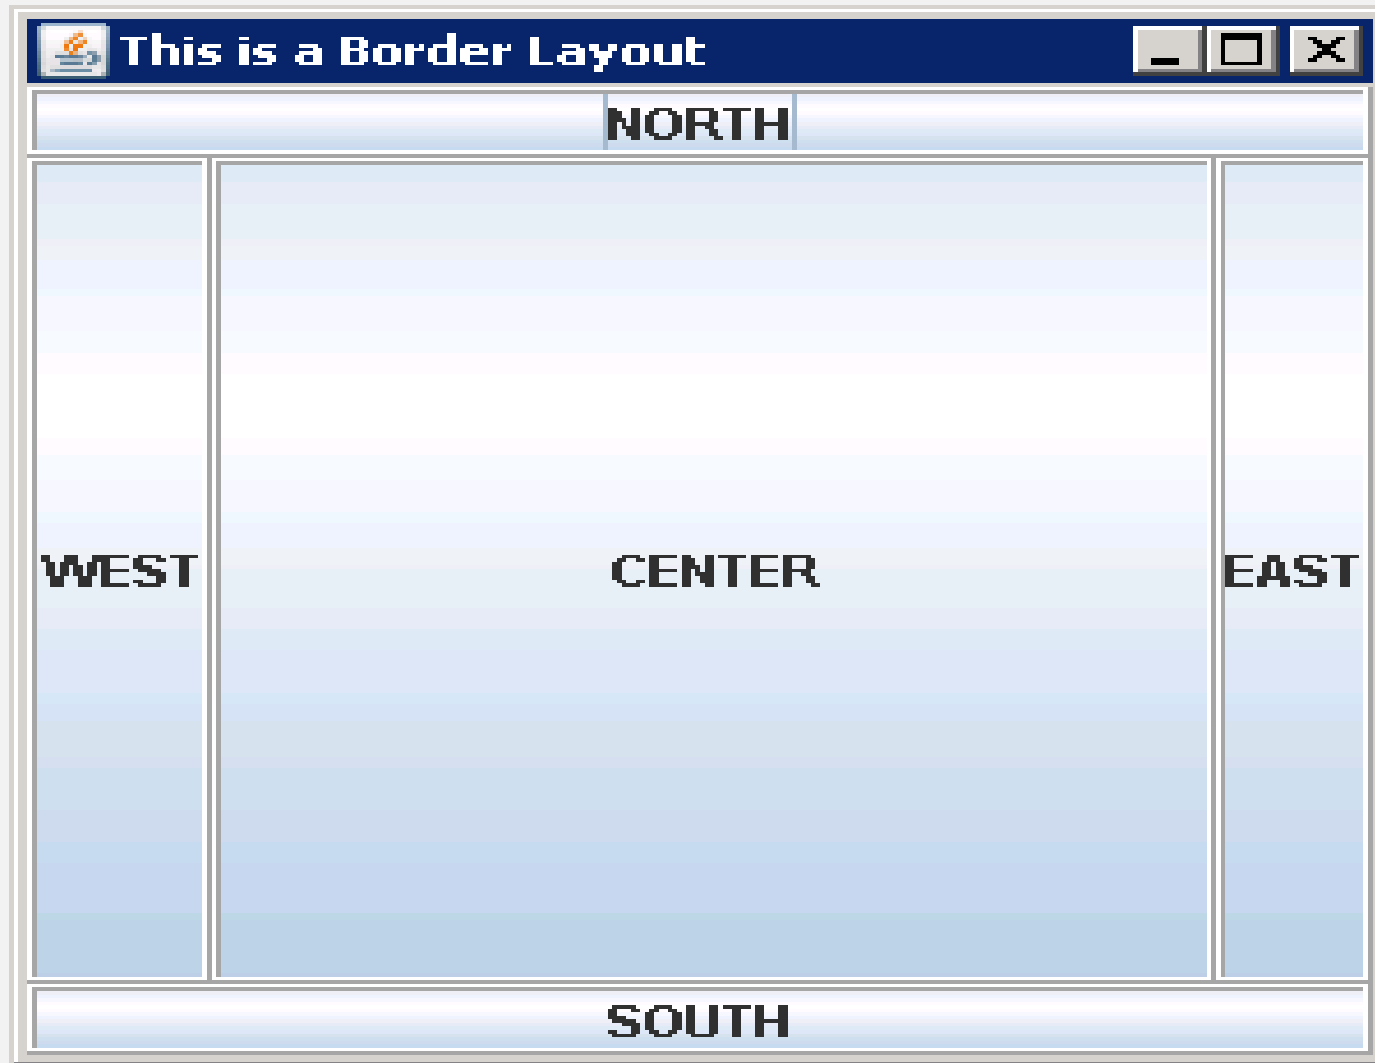 This is a Border Layout
NORTH
WEST
CENTER
EAST
SOUTH